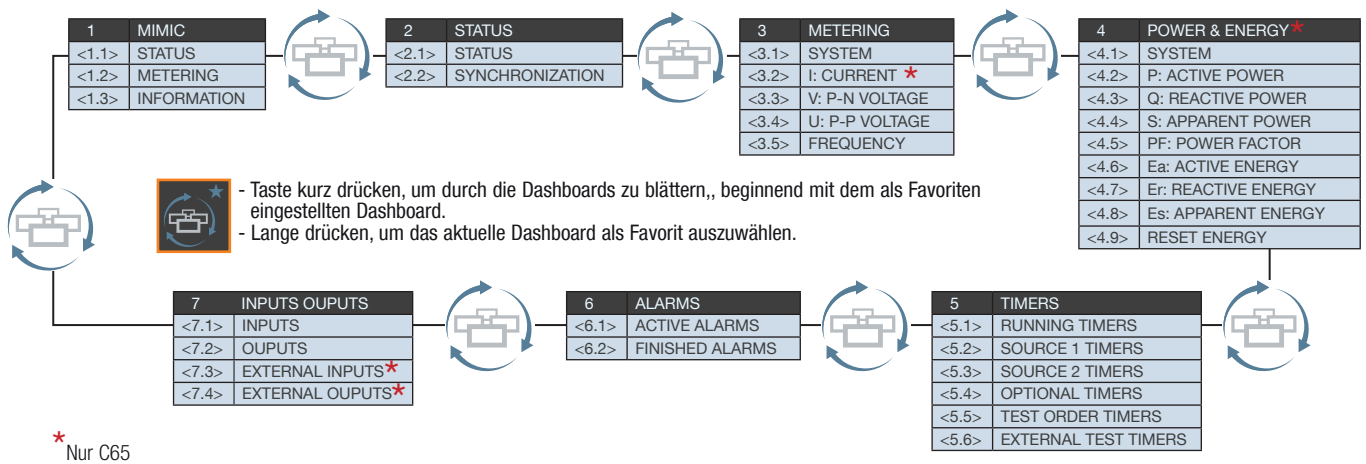 1 MIMIC
<1.1> STATUS
<1.2> METERING
<1.3> INFORMATION
2 STATUS
<2.1> STATUS
<2.2> SYNCHRONIZATION
3 METERING
<3.1> SYSTEM
<3.2> I: CURRENT *
<3.3> V: P-N VOLTAGE
<3.4> U: P-P VOLTAGE
<3.5> FREQUENCY
4 POWER & ENERGY*
<4.1> SYSTEM
<4.2> P: ACTIVE POWER
<4.3> Q: REACTIVE POWER
<4.4> S: APPARENT POWER
<4.5> PF: POWER FACTOR
<4.6> Ea: ACTIVE ENERGY
<4.7> Er: REACTIVE ENERGY
<4.8> Es: APPARENT ENERGY
<4.9> RESET ENERGY
- Taste kurz drücken, um durch die Dashboards zu blättern,, beginnend mit dem als Favoriten
eingestellten Dashboard.
- Lange drücken, um das aktuelle Dashboard als Favorit auszuwählen.
7 INPUTS OUPUTS
<7.1> INPUTS
<7.2> OUPUTS
<7.3> EXTERNAL INPUTS*
<7.4> EXTERNAL OUPUTS*
6 ALARMS
<6.1> ACTIVE ALARMS
<6.2> FINISHED ALARMS
5 TIMERS
<5.1> RUNNING TIMERS
<5.2> SOURCE 1 TIMERS
<5.3> SOURCE 2 TIMERS
<5.4> OPTIONAL TIMERS
<5.5> TEST ORDER TIMERS
<5.6> EXTERNAL TEST TIMERS
*Nur C65